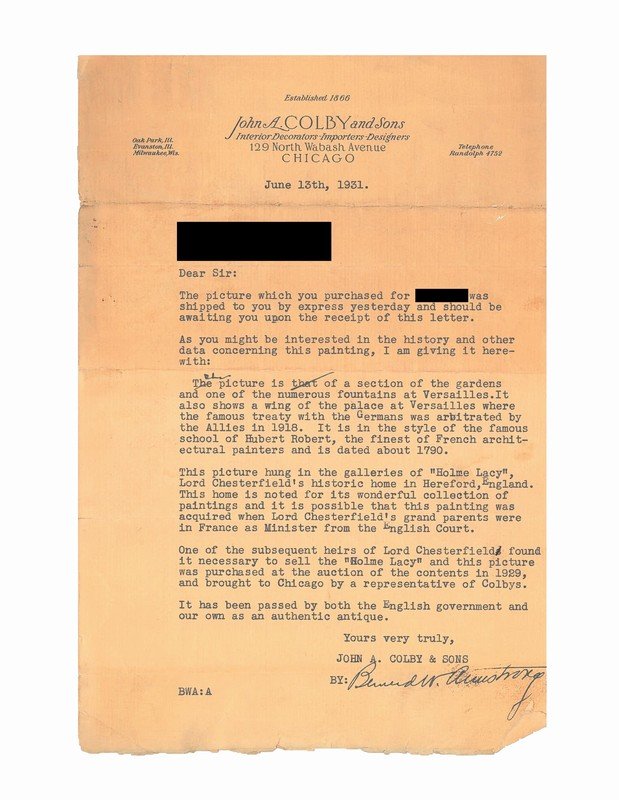 Established 1866
John A. COLBY and Sons
Interior Decorators-Importers-Designers
129 North Wabash Avenue
CHICAGO
Oak Park, Ill.
Evanston, Ill.
Milwaukee, Wis.
Telephone
Randolph 4752
June 13th, 1931.
Dear Sir:
The picture which you purchased for was
shipped to you by express yesterday and should be
awaiting you upon the receipt of this letter.
As you might be interested in the history and other
data concerning this painting, I am giving it here-
with:
The picture is that of a section of the gardens
and one of the numerous fountains at Versailles.It
also shows a wing of the palace at Versailles where
the famous treaty with the Germans was arbitrated by
the Allies in 1918. It is in the style of the famous
school of Hubert Robert, the finest of French archit-
ectural painters and is dated about 1790.
This picture hung in the galleries of "Holme Lacy",
Lord Chesterfield's historic home in Hereford,England.
This home is noted for its wonderful collection of
paintings and it is possible that this painting was
acquired when Lord Chesterfield's grand parents were
in France as Minister from the English Court.
One of the subsequent heirs of Lord Chesterfield found
it necessary to sell the "Holme Lacy" and this picture
was purchased at the auction of the contents in 1929,
and brought to Chicago by a representative of Colbys.
It has been passed by both the English government and
our own as an authentic antique.
Yours very truly,
JOHN A. COLBY & SONS
BY: Bernard W. Armstrong
BWA:A